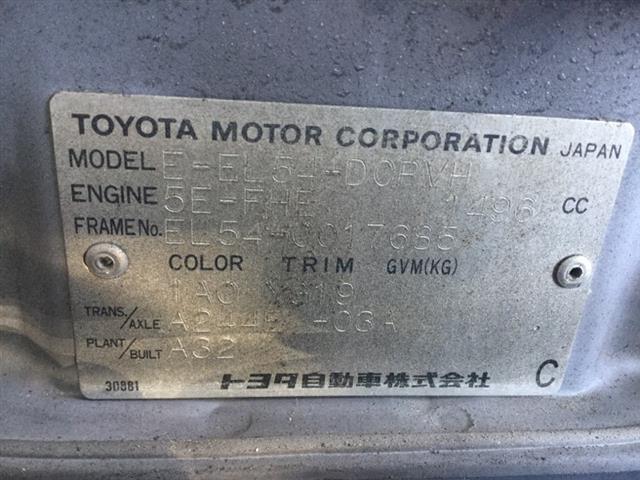 TOYOTA MOTOR CORPORATION JAPAN
MODEL E-EL54-DCPVH
ENGINE 5E-FHE 1496 CC
FRAME No. EL54-0017685
COLOR TRIM GVM(KG)
1A0
TRANS./AXLE A244E -03A
PLANT/BUILT A32
30881 トヨタ自動車株式会社 C